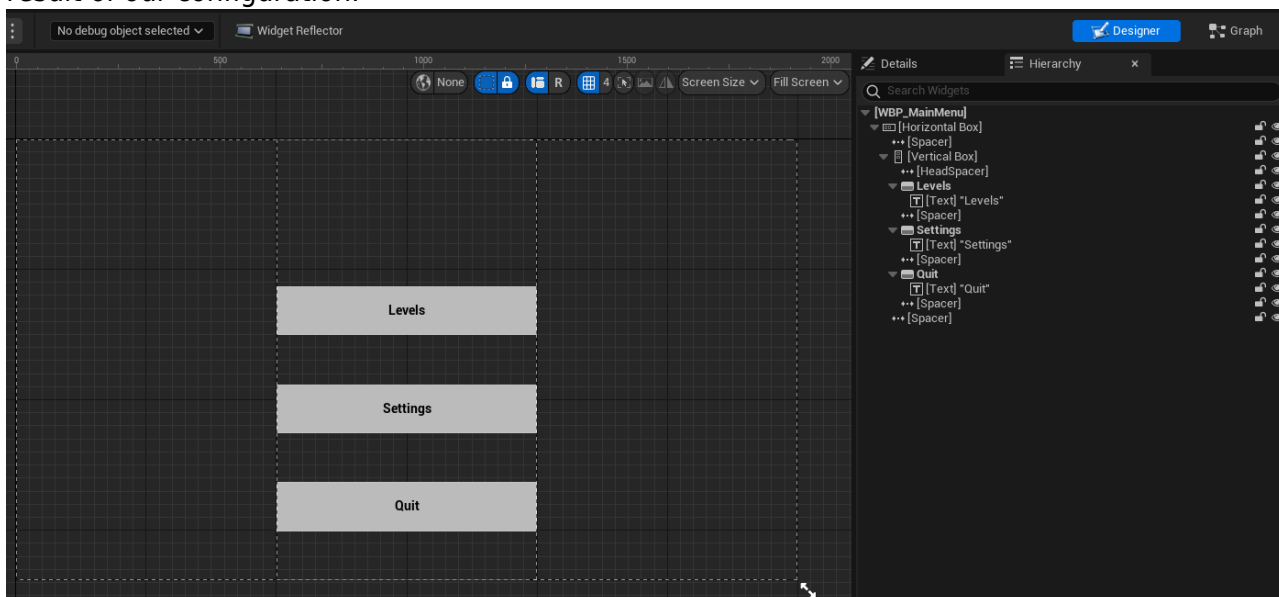 result of our configuration.
No debug object selected
Widget Reflector
Designer
Graph
0 500 1000 1500 2000
None
R
4
Screen Size
Fill Screen
Details
Hierarchy
×
Search Widgets
[WBP_MainMenu]
[Horizontal Box]
[Spacer]
[Vertical Box]
[HeadSpacer]
Levels
[Text] "Levels"
[Spacer]
Settings
[Text] "Settings"
[Spacer]
Quit
[Text] "Quit"
[Spacer]
[Spacer]
Levels
Settings
Quit